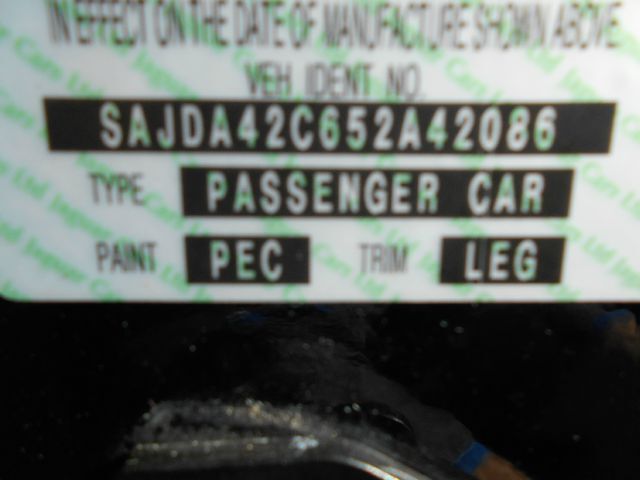 IN EFFECT ON THE DATE OF MANUFACTURE SHOWN ABOVE
VEH IDENT NO.
SAJDA42C652A42086
TYPE PASSENGER CAR
PAINT PEC TRIM LEG